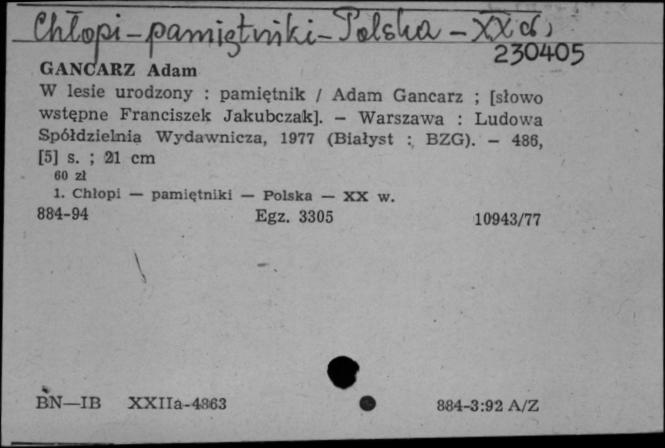 Chłopi-pamiętniki-Polska-XX w,
230405
GANCARZ Adam
W lesie urodzony : pamiętnik / Adam Gancarz ; [słowo
wstępne Franciszek Jakubczak]. — Warszawa : Ludowa
Spółdzielnia Wydawnicza, 1977 (Białyst : BZG). — 486,
[5] s. ; 21 cm
60 zł
1. Chłopi — pamiętniki — Polska — XX w.
884-94 Egz. 3305 10943/77
BN—IB XXIIa-4863 884-3:92 A/Z